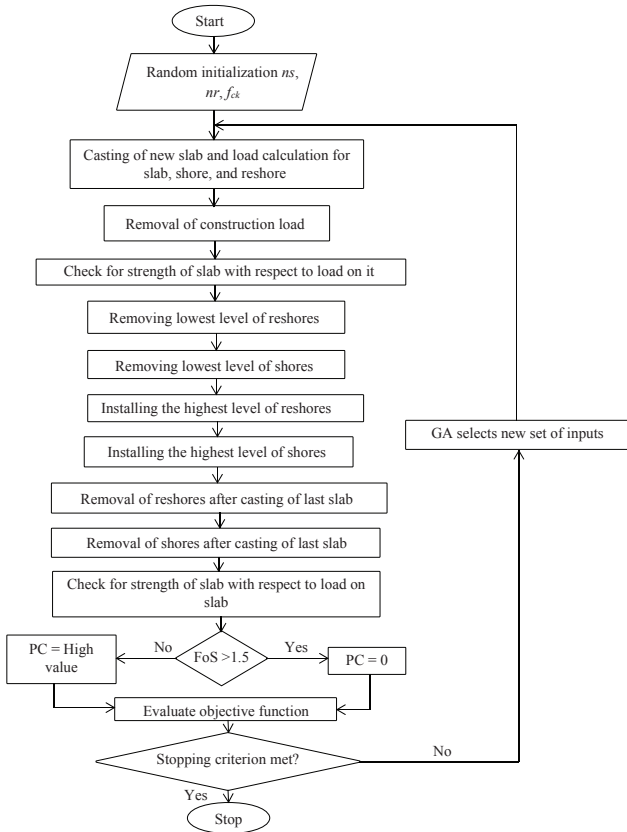 Start
Random initialization ns,
nr, fck
Casting of new slab and load calculation for
slab, shore, and reshore
Removal of construction load
Check for strength of slab with respect to load on it
Removing lowest level of reshores
Removing lowest level of shores
Installing the highest level of reshores
GA selects new set of inputs
Installing the highest level of shores
Removal of reshores after casting of last slab
Removal of shores after casting of last slab
Check for strength of slab with respect to load on
slab
No
Yes
PC = High
value
FoS >1.5
PC = 0
Evaluate objective function
No
Stopping criterion met?
Yes
Stop